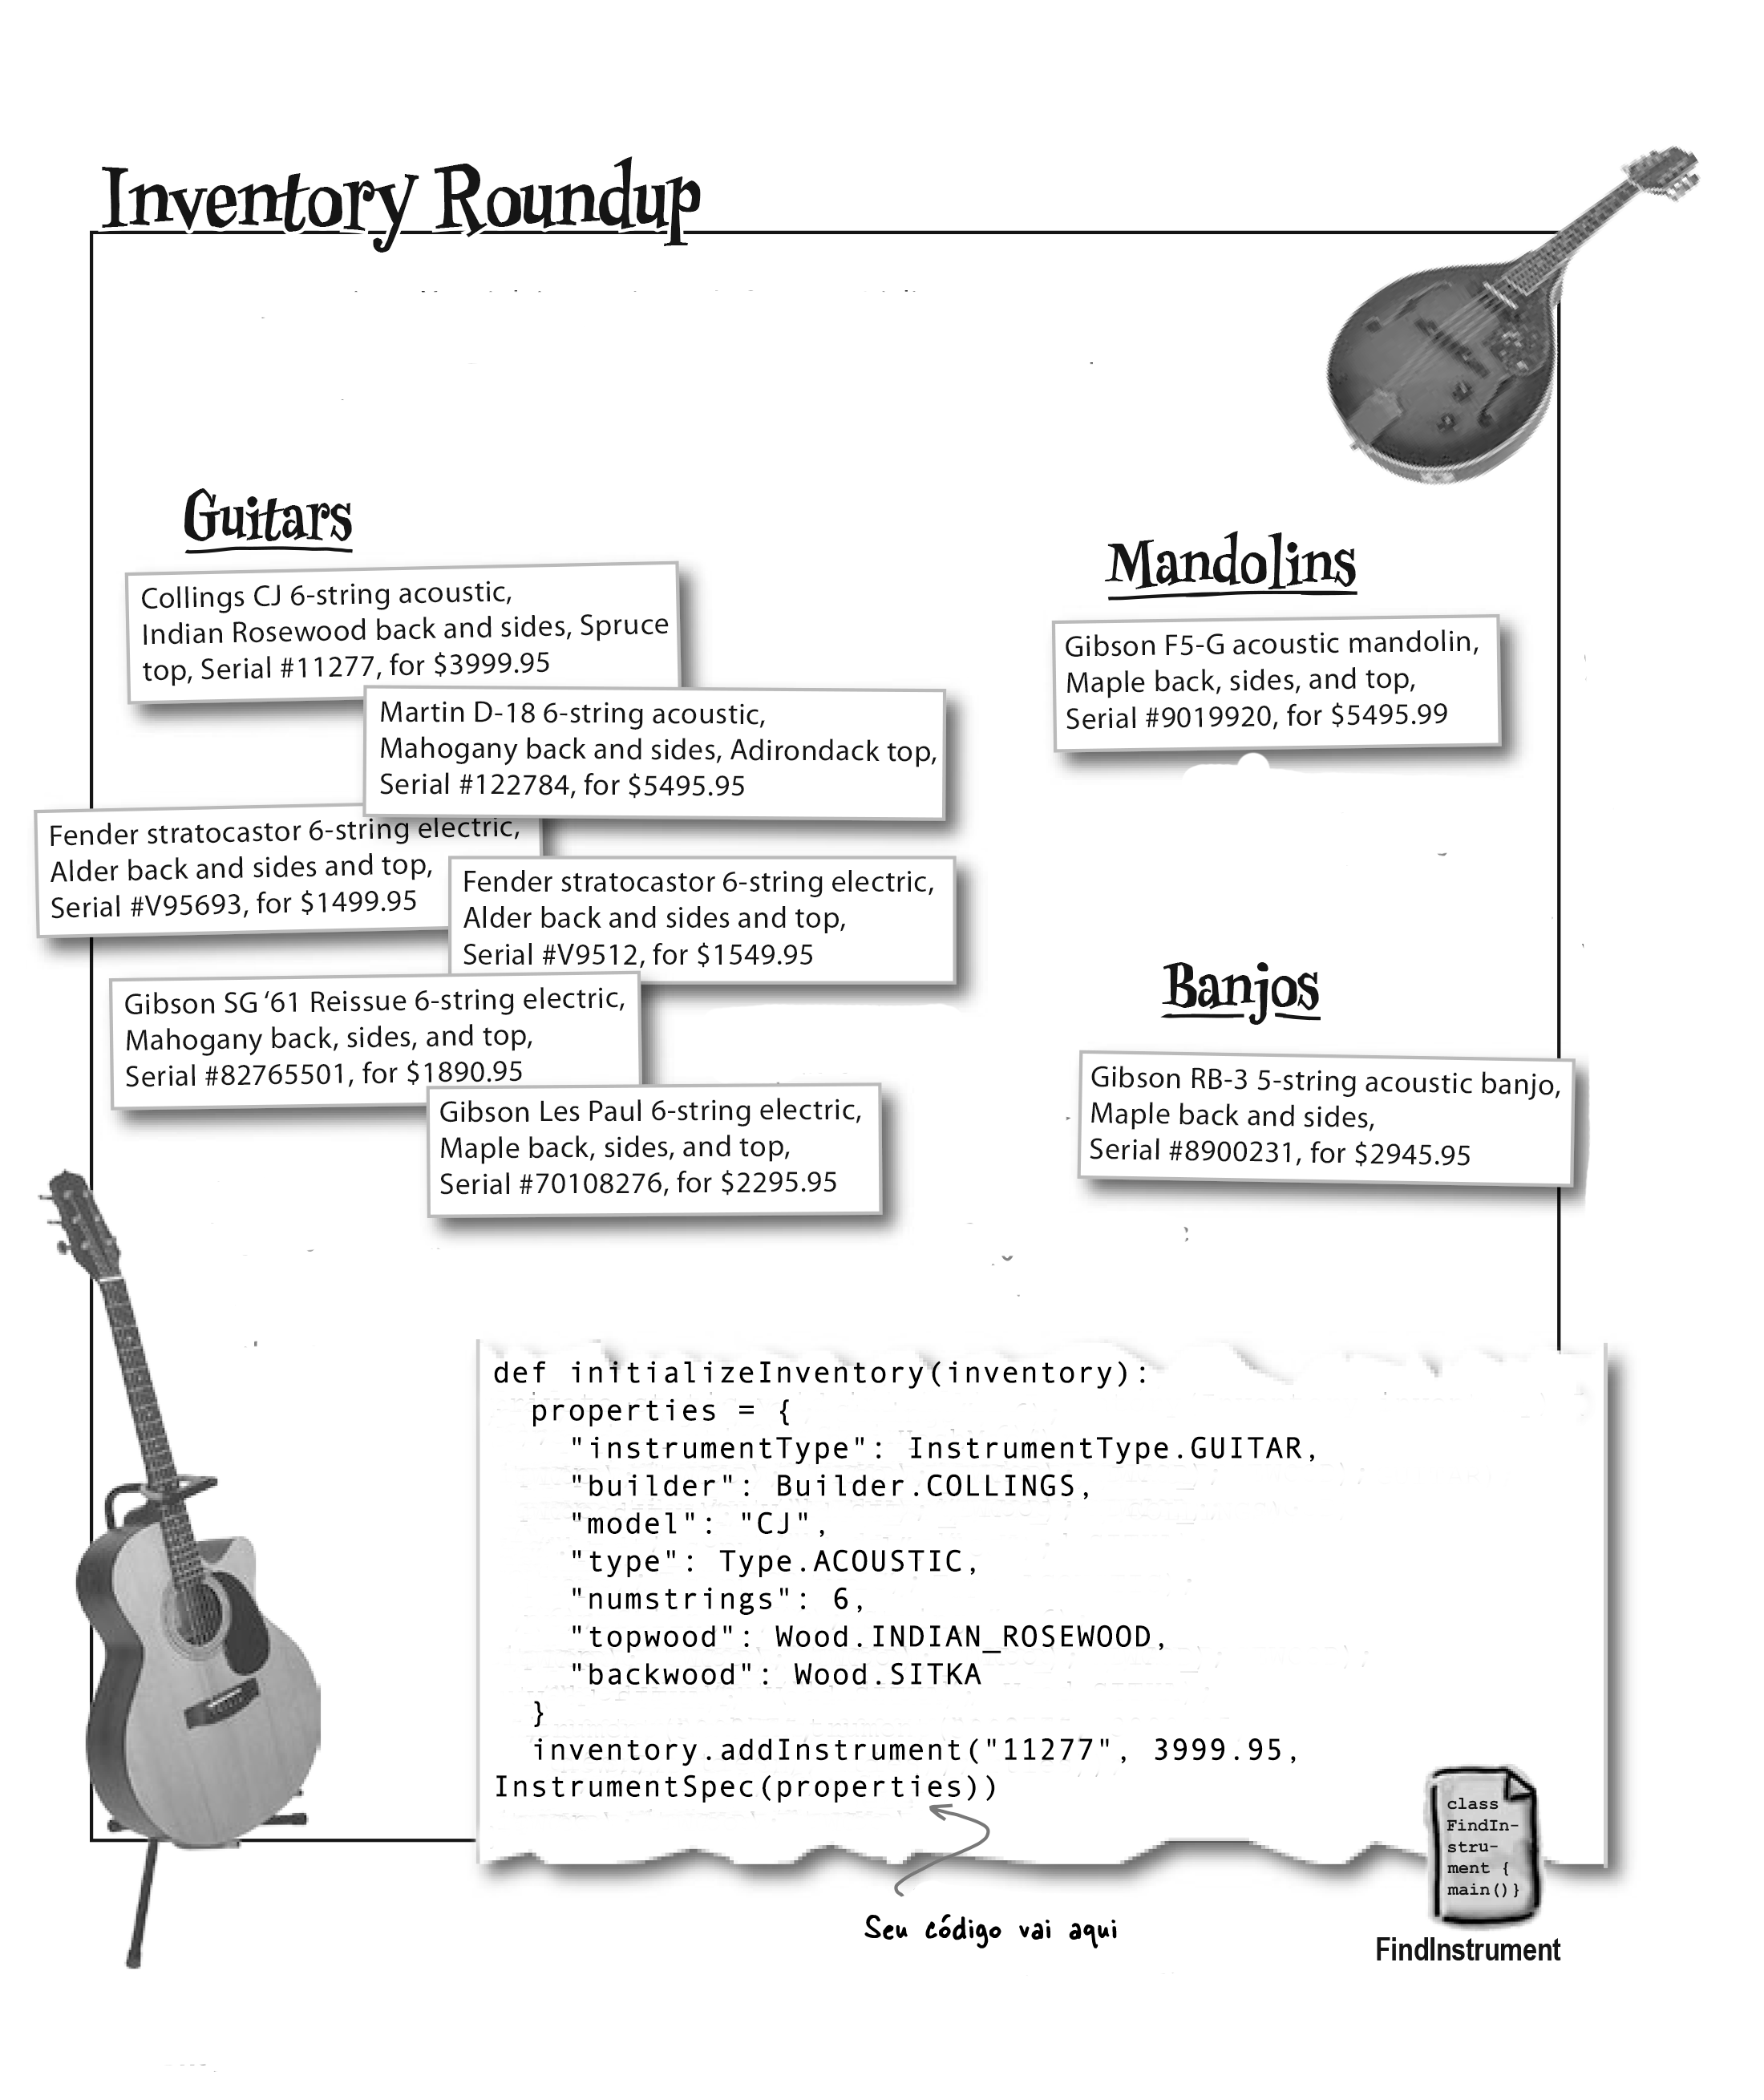 Inventory Roundup
Guitars
Collings CJ 6-string acoustic,
Indian Rosewood back and sides, Spruce
top, Serial #11277, for $3999.95
Martin D-18 6-string acoustic,
Mahogany back and sides, Adirondack top,
Serial #122784, for $5495.95
Fender stratocastor 6-string electric,
Alder back and sides and top,
Serial #V95693, for $1499.95
Fender stratocastor 6-string electric,
Alder back and sides and top,
Serial #V9512, for $1549.95
Gibson SG ‘61 Reissue 6-string electric,
Mahogany back, sides, and top,
Serial #82765501, for $1890.95
Gibson Les Paul 6-string electric,
Maple back, sides, and top,
Serial #70108276, for $2295.95
Mandolins
Gibson F5-G acoustic mandolin,
Maple back, sides, and top,
Serial #9019920, for $5495.99
Banjos
Gibson RB-3 5-string acoustic banjo,
Maple back and sides,
Serial #8900231, for $2945.95
def initializeInventory(inventory):
  properties = {
    "instrumentType": InstrumentType.GUITAR,
    "builder": Builder.COLLINGS,
    "model": "CJ",
    "type": Type.ACOUSTIC,
    "numstrings": 6,
    "topwood": Wood.INDIAN_ROSEWOOD,
    "backwood": Wood.SITKA
  }
  inventory.addInstrument("11277", 3999.95,
InstrumentSpec(properties))
Seu código vai aqui
class
FindIn-
stru-
ment {
main()}
FindInstrument